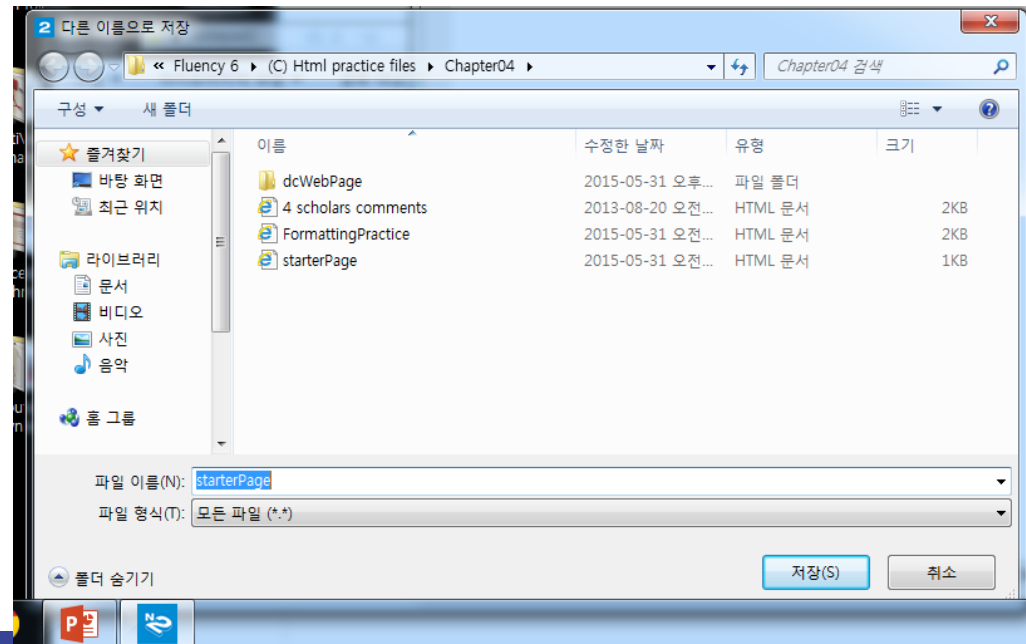 2 다른 이름으로 저장
« Fluency 6 ▸ (C) Html practice files ▸ Chapter04 ▸ Chapter04 검색
구성 ▼ 새 폴더
이름 수정한 날짜 유형 크기
즐겨찾기
바탕 화면
최근 위치
라이브러리
문서
비디오
사진
음악
홈 그룹
dcWebPage 2015-05-31 오후... 파일 폴더
4 scholars comments 2013-08-20 오전... HTML 문서 2KB
FormattingPractice 2015-05-31 오전... HTML 문서 2KB
starterPage 2015-05-31 오전... HTML 문서 1KB
파일 이름(N): starterPage
파일 형식(T): 모든 파일 (*.*)
폴더 숨기기 저장(S) 취소